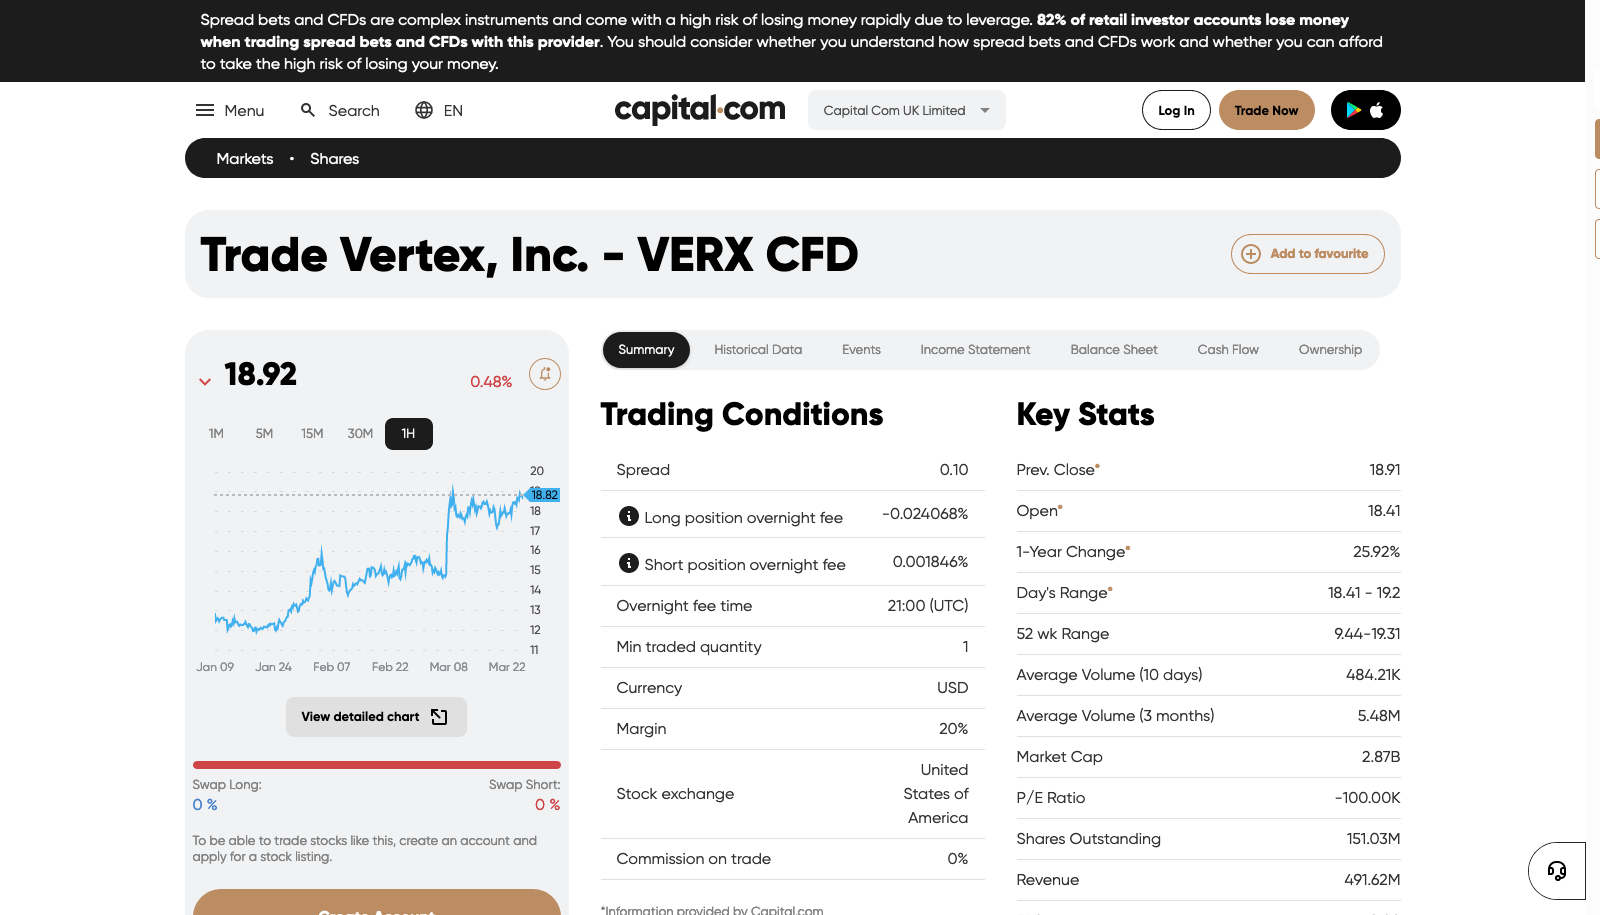 Spread bets and CFDs are complex instruments and come with a high risk of losing money rapidly due to leverage. 82% of retail investor accounts lose money
when trading spread bets and CFDs with this provider. You should consider whether you understand how spread bets and CFDs work and whether you can afford
to take the high risk of losing your money.
Menu Search EN capital.com Capital Com UK Limited Log In Trade Now
Markets • Shares
Trade Vertex, Inc. - VERX CFD
Add to favourite
18.92 0.48%
1M 5M 15M 30M 1H
20
18.82
18
17
16
15
14
13
12
11
Jan 09 Jan 24 Feb 07 Feb 22 Mar 08 Mar 22
View detailed chart
Swap Long: Swap Short:
0 % 0 %
To be able to trade stocks like this, create an account and
apply for a stock listing.
Create Account
Summary Historical Data Events Income Statement Balance Sheet Cash Flow Ownership
Trading Conditions
Spread 0.10
Long position overnight fee -0.024068%
Short position overnight fee 0.001846%
Overnight fee time 21:00 (UTC)
Min traded quantity 1
Currency USD
Margin 20%
Stock exchange United
States of
America
Commission on trade 0%
*Information provided by Capital.com
Key Stats
Prev. Close* 18.91
Open* 18.41
1-Year Change* 25.92%
Day's Range* 18.41 - 19.2
52 wk Range 9.44-19.31
Average Volume (10 days) 484.21K
Average Volume (3 months) 5.48M
Market Cap 2.87B
P/E Ratio -100.00K
Shares Outstanding 151.03M
Revenue 491.62M